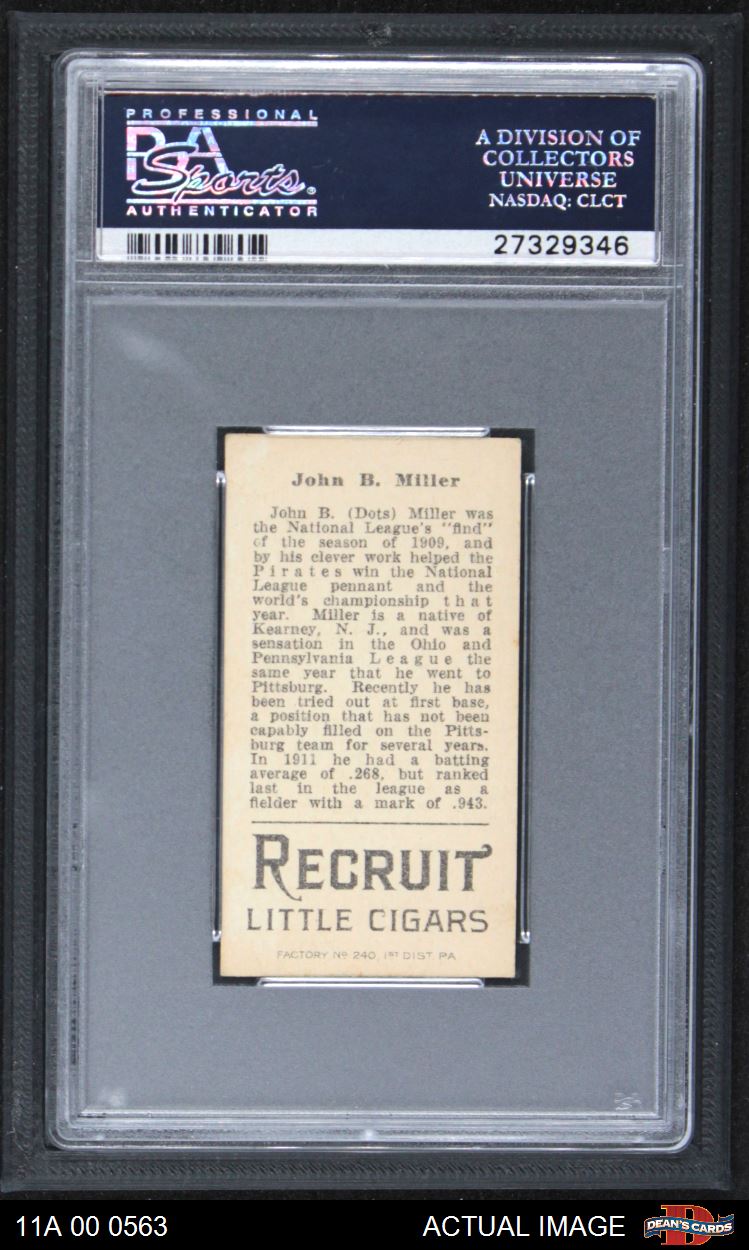 PROFESSIONAL
PSA
Sports
AUTHENTICATOR
A DIVISION OF
COLLECTORS
UNIVERSE
NASDAQ: CLCT
27329346
John B. Miller
John B. (Dots) Miller was
the National League's "find"
of the season of 1909, and
by his clever work helped the
Pirates win the National
League pennant and the
world's championship that
year. Miller is a native of
Kearney, N. J., and was a
sensation in the Ohio and
Pennsylvania League the
same year that he went to
Pittsburg. Recently he has
been tried out at first base,
a position that has not been
capably filled on the Pitts-
burg team for several years.
In 1911 he had a batting
average of .268, but ranked
last in the league as a
fielder with a mark of .943.
RECRUIT
LITTLE CIGARS
FACTORY No 240, 1ST DIST PA
11A 00 0563
ACTUAL IMAGE
D
DEAN'S CARDS